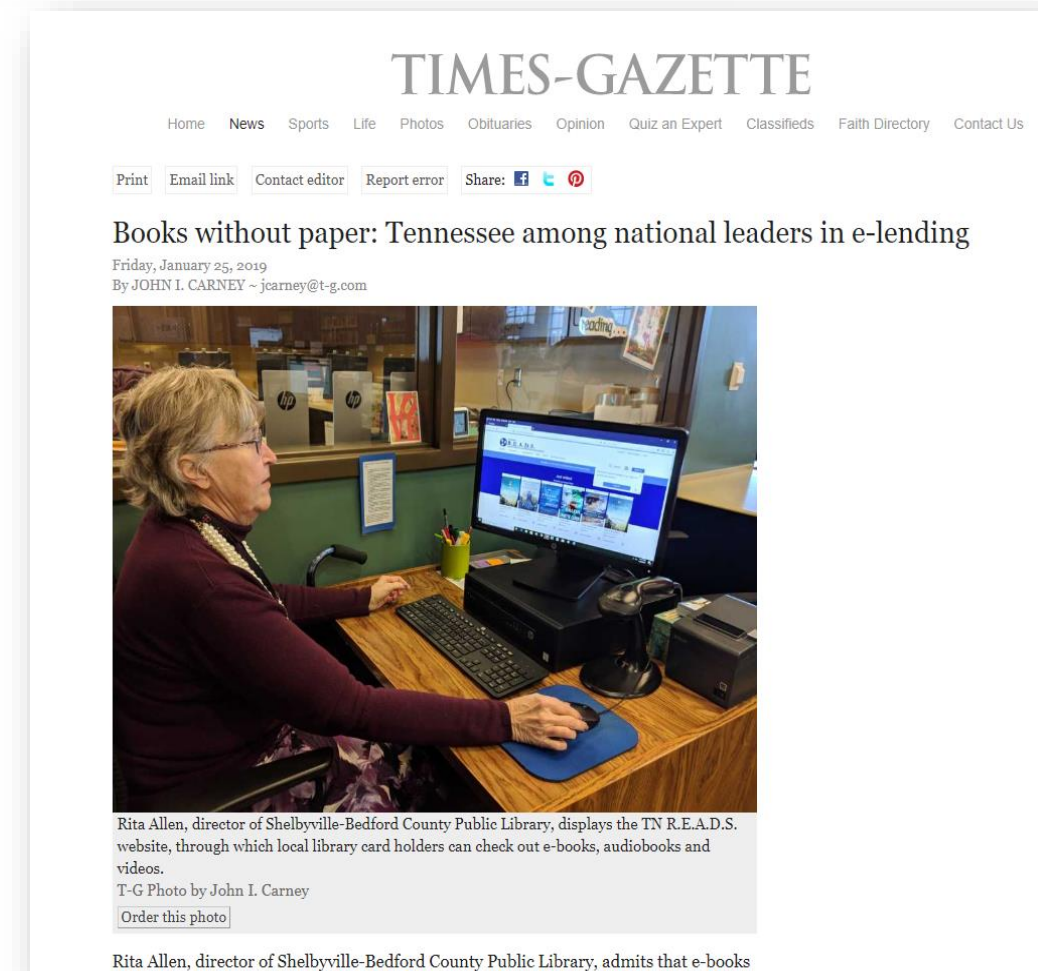 TIMES-GAZETTE
Home News Sports Life Photos Obituaries Opinion Quiz an Expert Classifieds Faith Directory Contact Us
Print Email link Contact editor Report error Share:
Books without paper: Tennessee among national leaders in e-lending
Friday, January 25, 2019
By JOHN I. CARNEY ~ jcarney@t-g.com
reading...
hp
hp
R.E.A.D.S.
Rita Allen, director of Shelbyville-Bedford County Public Library, displays the TN R.E.A.D.S.
website, through which local library card holders can check out e-books, audiobooks and
videos.
T-G Photo by John I. Carney
Order this photo
Rita Allen, director of Shelbyville-Bedford County Public Library, admits that e-books